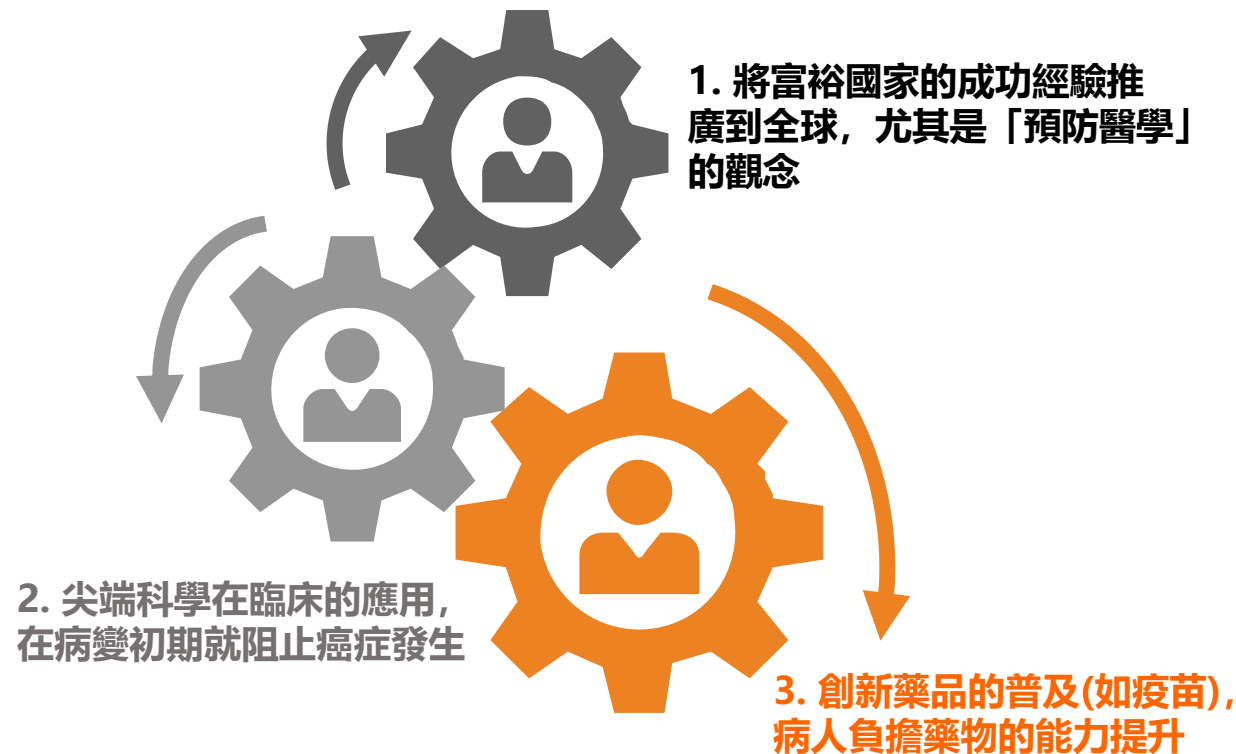 1. 將富裕國家的成功經驗推
廣到全球，尤其是「預防醫學」
的觀念
2. 尖端科學在臨床的應用，
在病變初期就阻止癌症發生
3. 創新藥品的普及(如疫苗)，
病人負擔藥物的能力提升